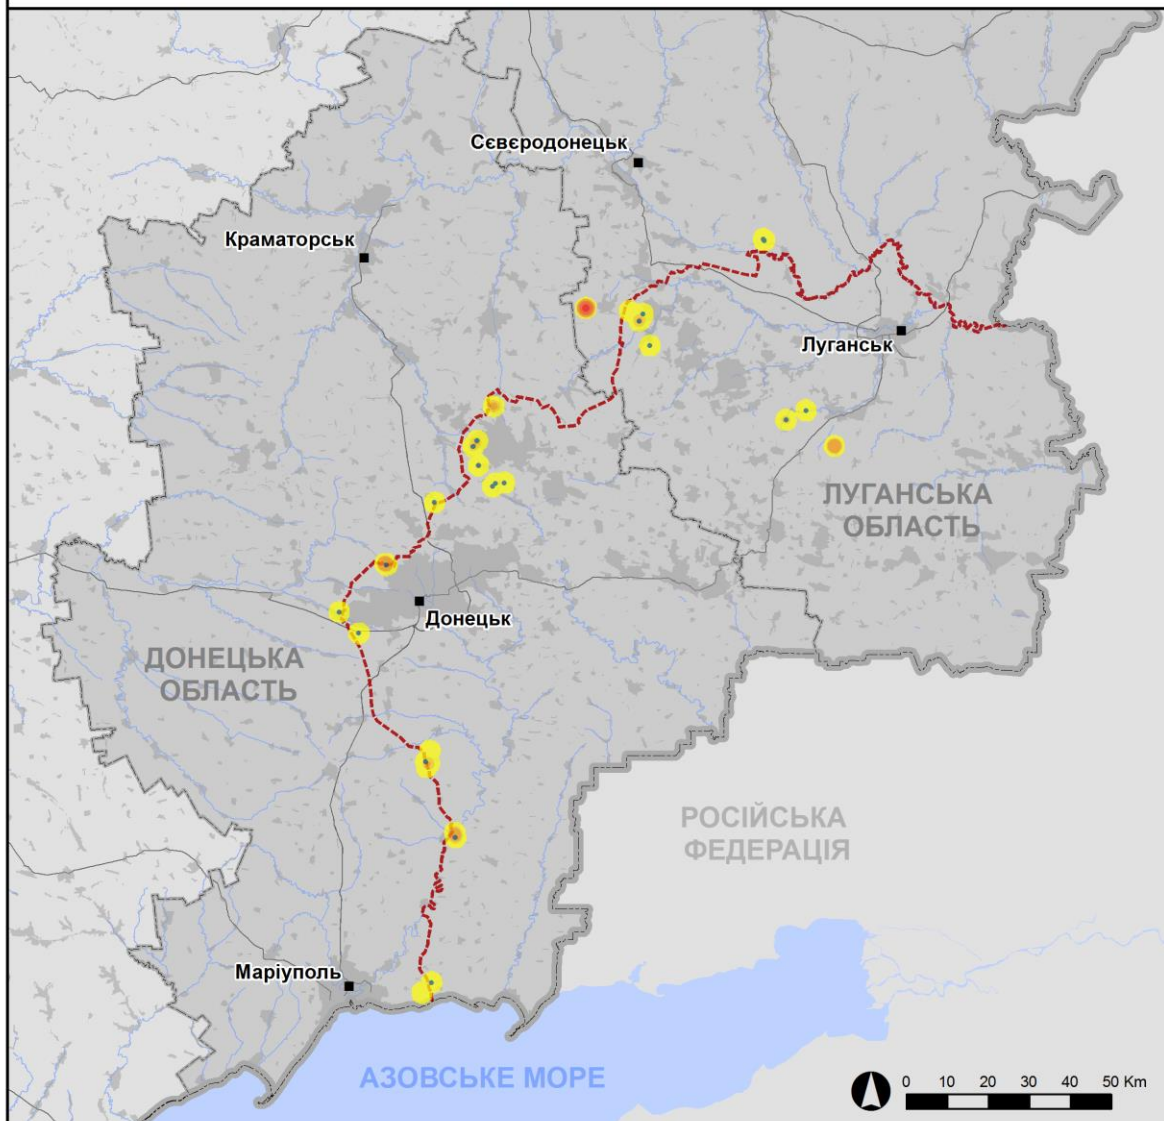 Сєвєродонецьк
Краматорськ
Луганськ
ЛУГАНСЬКА
ОБЛАСТЬ
Донецьк
ДОНЕЦЬКА
ОБЛАСТЬ
РОСІЙСЬКА
ФЕДЕРАЦІЯ
Маріуполь
АЗОВСЬКЕ МОРЕ
0 10 20 30 40 50 Km